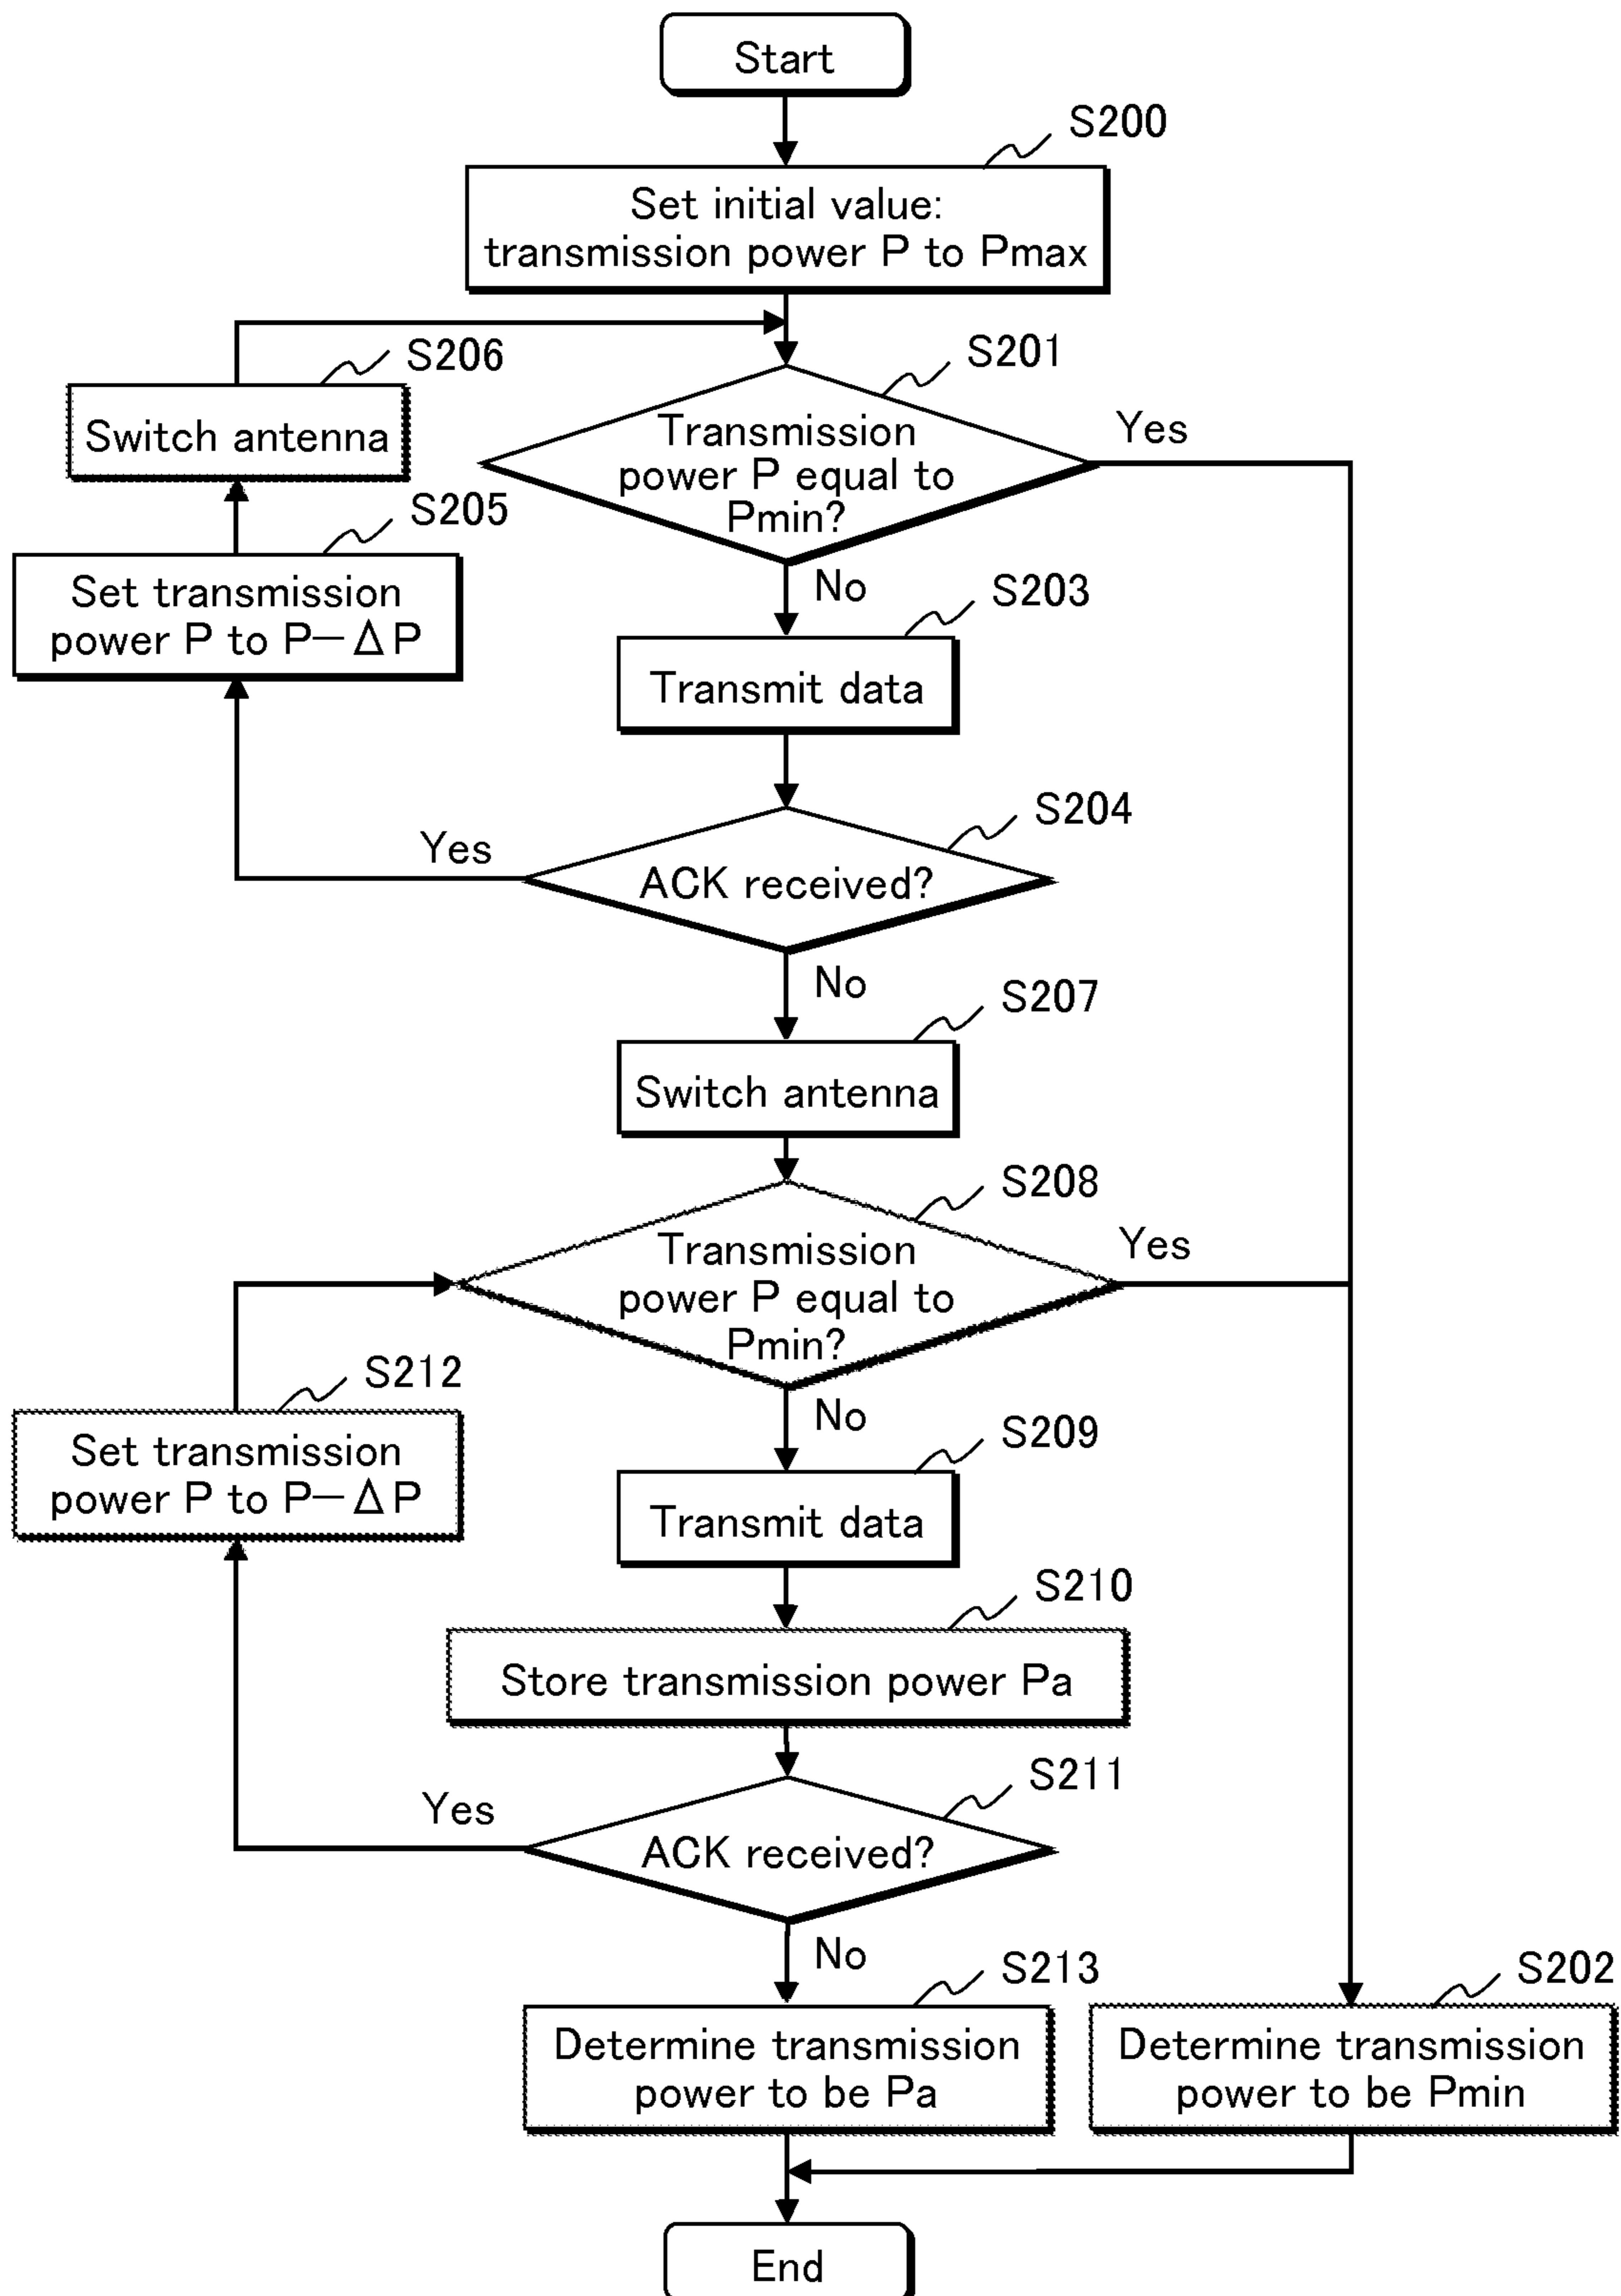 Start
S200
Set initial value:
transmission power P to Pmax
S206
Switch antenna
S201
Transmission
power P equal to
Pmin?
Yes
No
S205
Set transmission
power P to P−ΔP
S203
Transmit data
S204
ACK received?
Yes
No
S207
Switch antenna
S208
Transmission
power P equal to
Pmin?
Yes
No
S212
Set transmission
power P to P−ΔP
S209
Transmit data
S210
Store transmission power Pa
S211
ACK received?
Yes
No
S213
Determine transmission
power to be Pa
S202
Determine transmission
power to be Pmin
End